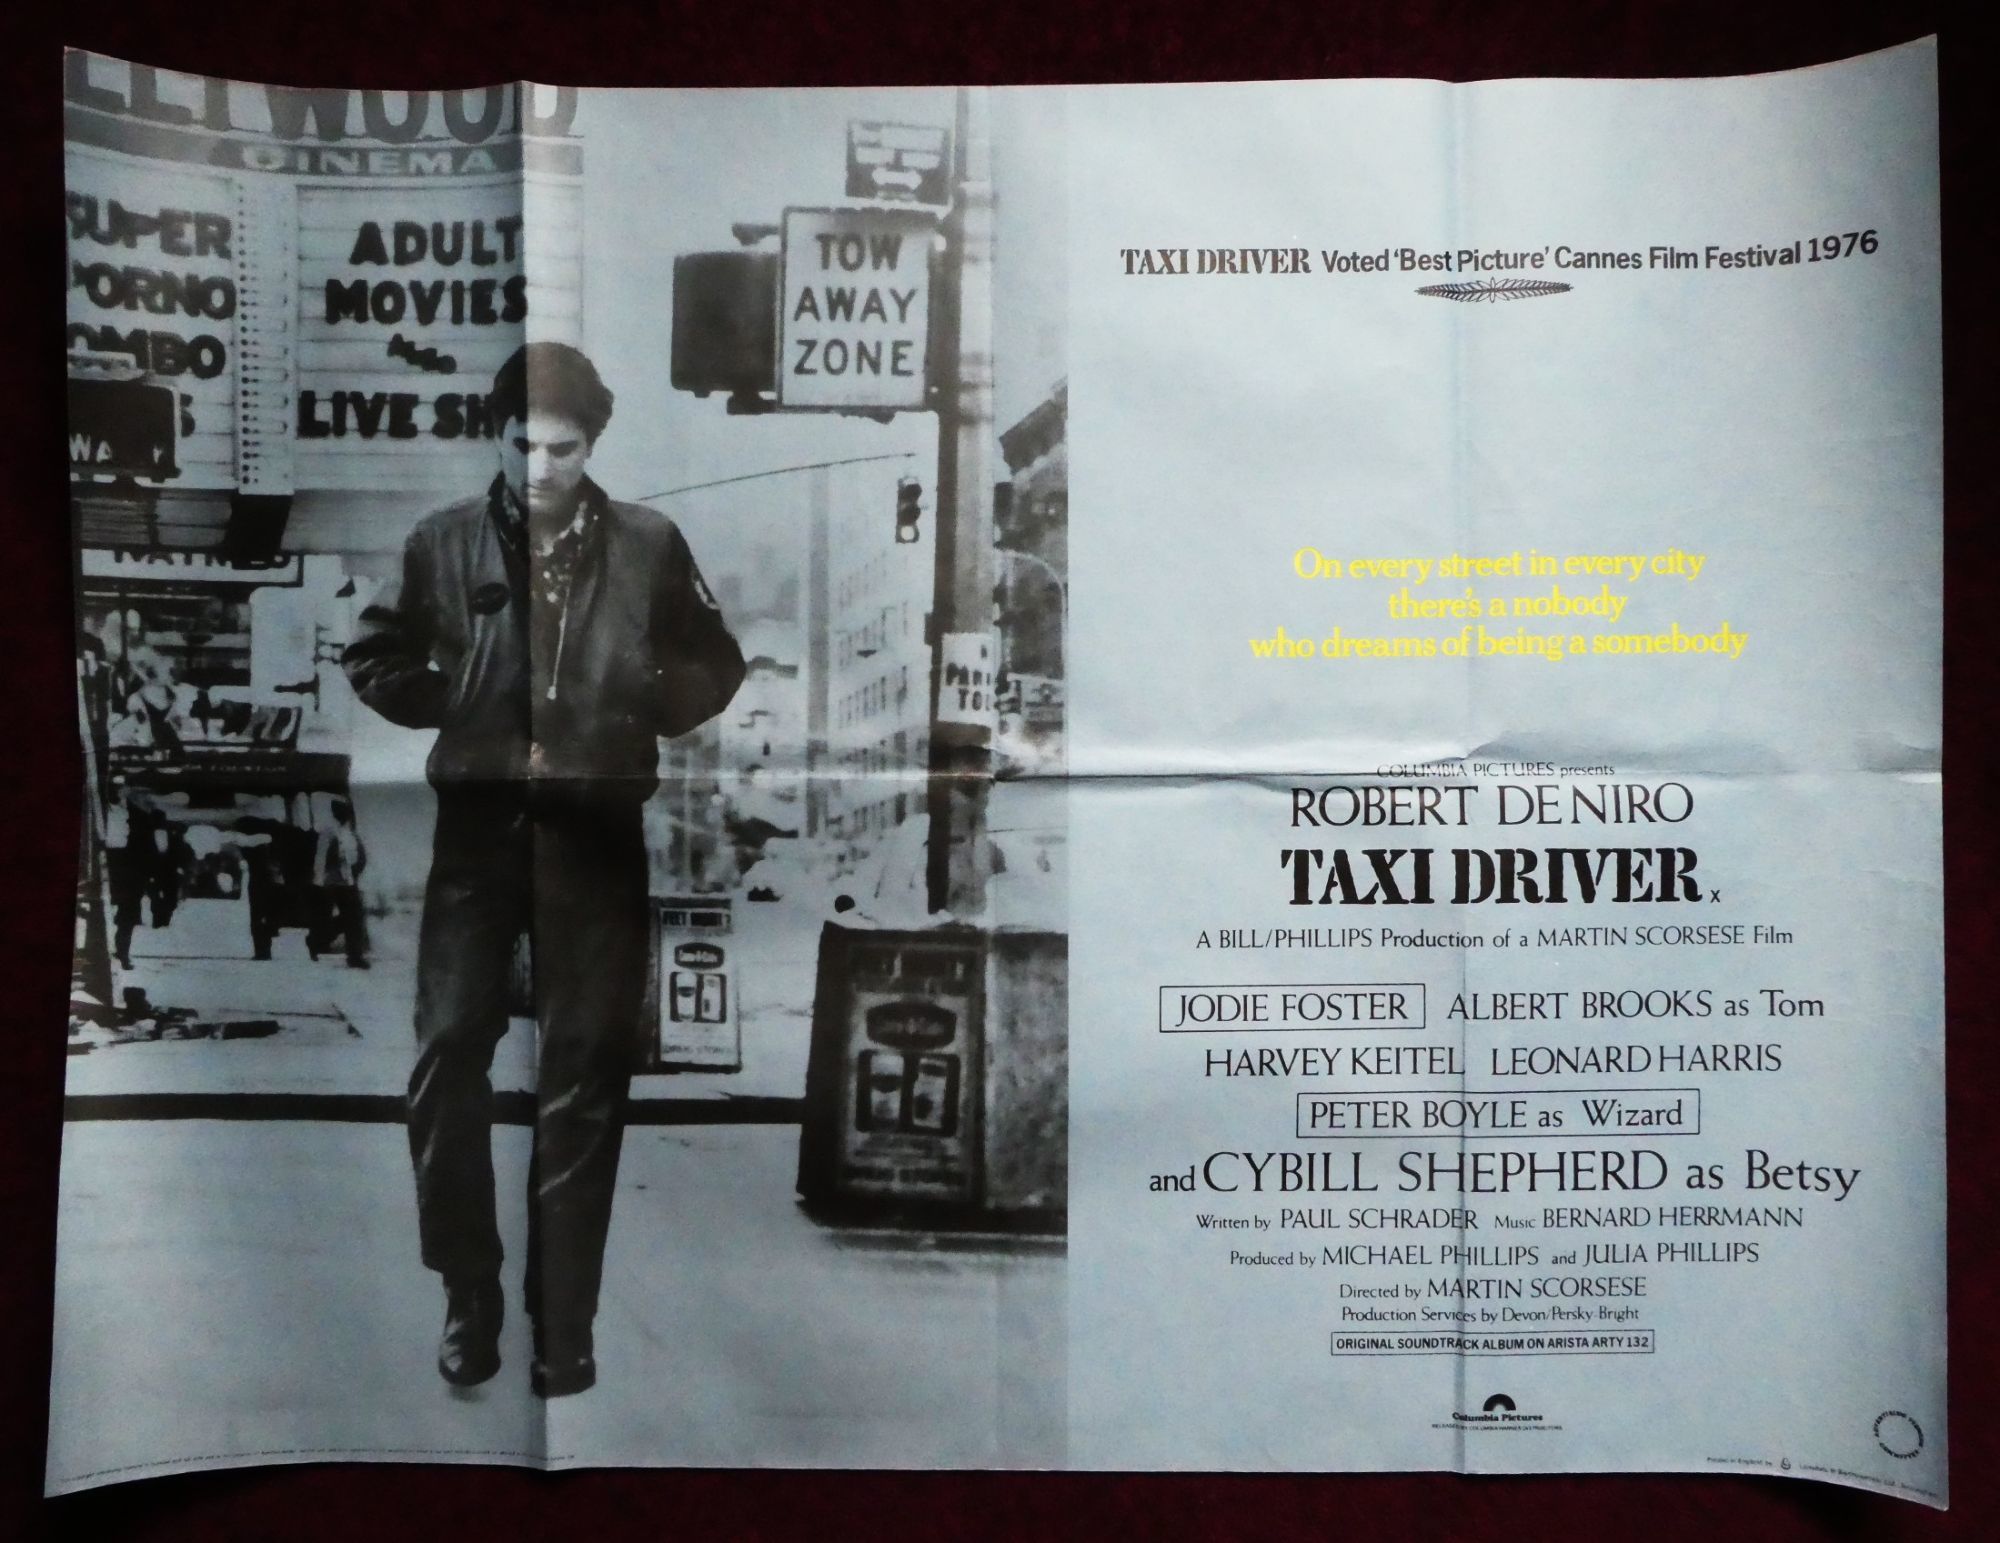 CINEMA
SUPER
PORNO
ADULT
MOVIES
LIVE SH
TOW
AWAY
ZONE
TAXI DRIVER Voted 'Best Picture' Cannes Film Festival 1976
On every street in every city
there's a nobody
who dreams of being a somebody
COLUMBIA PICTURES presents
ROBERT DE NIRO
TAXI DRIVER x
A BILL/PHILLIPS Production of a MARTIN SCORSESE Film
JODIE FOSTER ALBERT BROOKS as Tom
HARVEY KEITEL LEONARD HARRIS
PETER BOYLE as Wizard
and CYBILL SHEPHERD as Betsy
Written by PAUL SCHRADER Music BERNARD HERRMANN
Produced by MICHAEL PHILLIPS and JULIA PHILLIPS
Directed by MARTIN SCORSESE
Production Services by Devon/Persky-Bright
ORIGINAL SOUNDTRACK ALBUM ON ARISTA ARTY 132
Columbia Pictures